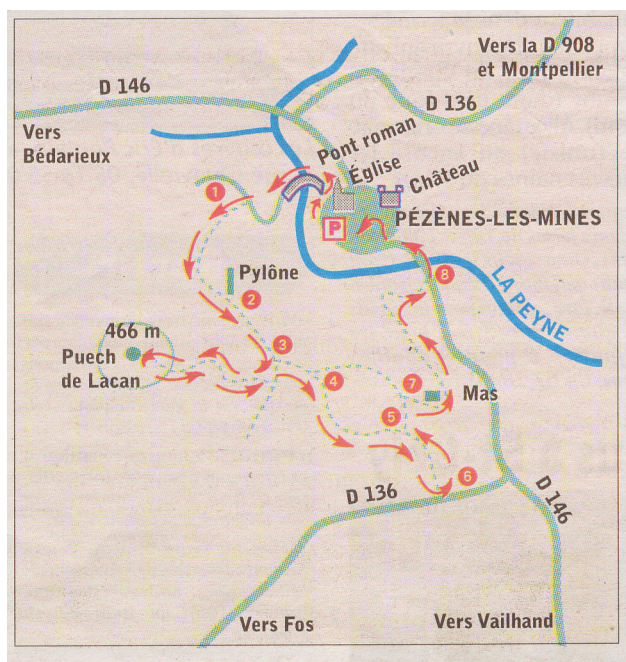 Vers la D 908
et Montpellier
D 146
D 136
Vers
Bédarieux
Pont roman
Église
Château
1
P
PÉZÈNES-LES-MINES
Pylône
8
LA PEYNE
2
466 m
Puech
de Lacan
3
4
7
Mas
5
6
D 136
D 146
Vers Fos
Vers Vailhand